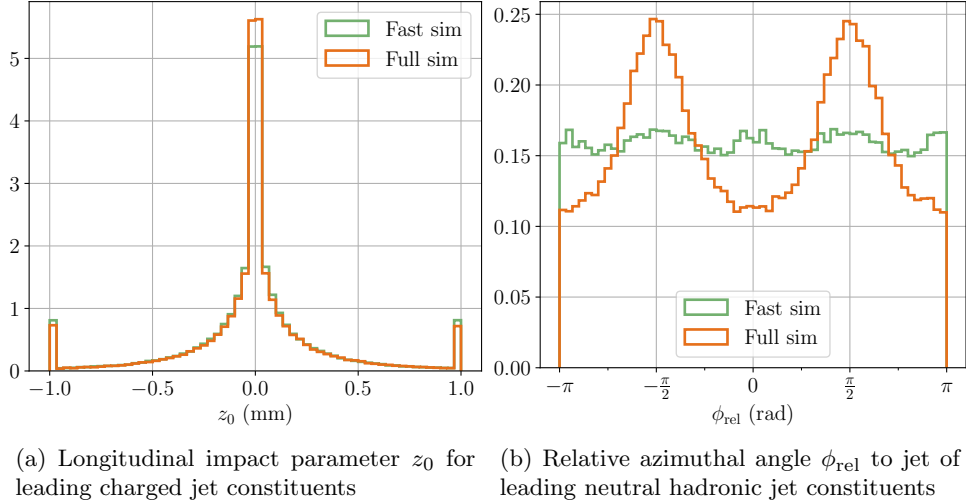 Fast sim
Full sim
5
4
3
2
1
0
−1.0
−0.5
0.0
0.5
1.0
z₀ (mm)
(a) Longitudinal impact parameter z₀ for
leading charged jet constituents
0.25
0.20
0.15
0.10
0.05
0.00
Fast sim
Full sim
−π
−π/2
0
π/2
π
ϕrel (rad)
(b) Relative azimuthal angle ϕrel to jet of
leading neutral hadronic jet constituents